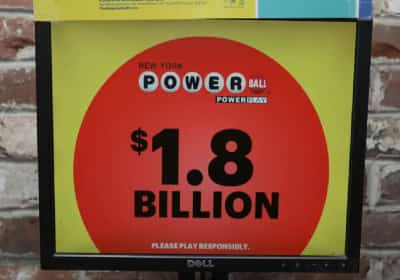 NEW YORK
POWERBALL
POWERPLAY
$1.8
BILLION
PLEASE PLAY RESPONSIBLY.
DELL